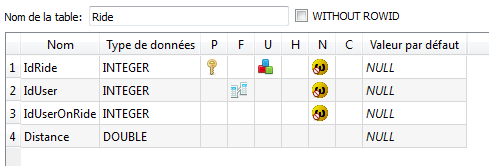 Nom de la table: Ride WITHOUT ROWID
Nom Type de données P F U H N C Valeur par défaut
1 IdRide INTEGER NULL
2 IdUser INTEGER NULL
3 IdUserOnRide INTEGER NULL
4 Distance DOUBLE NULL